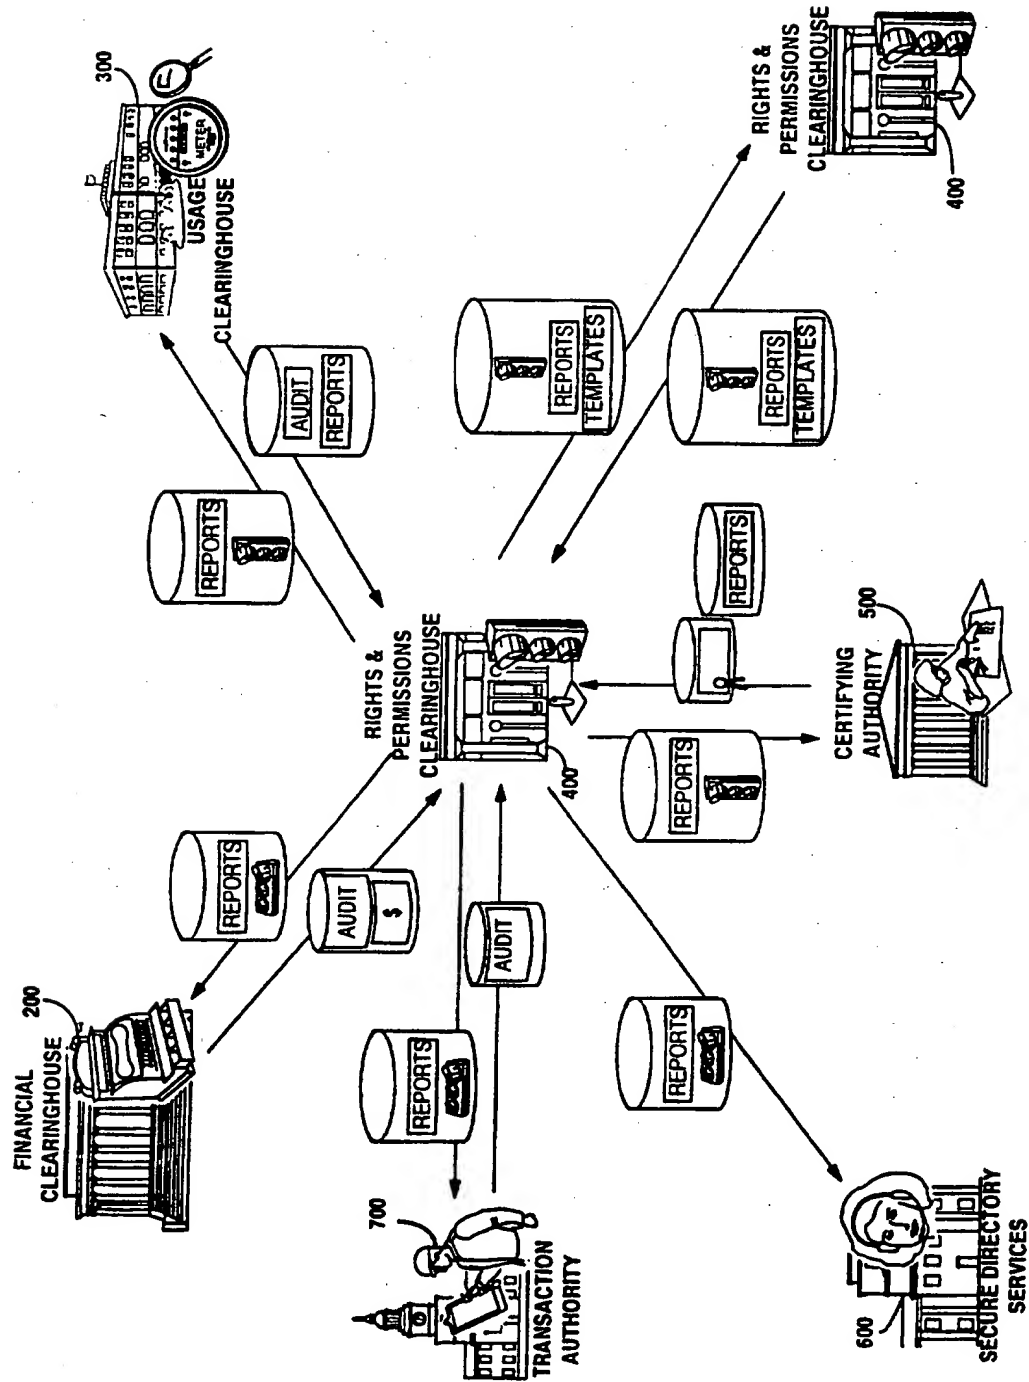 FINANCIAL
CLEARINGHOUSE
200
REPORTS
AUDIT
$
300
METER
USAGE
CLEARINGHOUSE
REPORTS
AUDIT
REPORTS
TRANSACTION
AUTHORITY
700
REPORTS
AUDIT
RIGHTS &
PERMISSIONS
CLEARINGHOUSE
400
REPORTS
TEMPLATES
REPORTS
TEMPLATES
RIGHTS &
PERMISSIONS
CLEARINGHOUSE
400
SECURE DIRECTORY
SERVICES
600
REPORTS
REPORTS
REPORTS
CERTIFYING
AUTHORITY
500